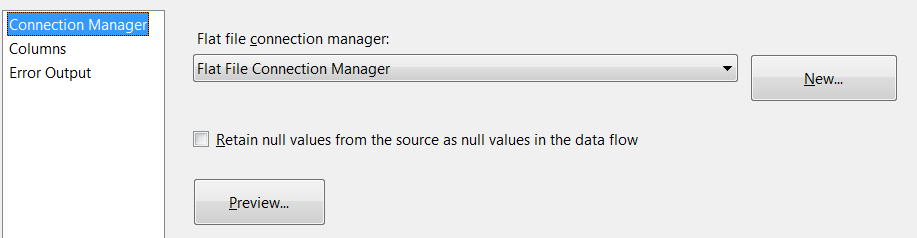 Connection Manager
Columns
Error Output
Flat file connection manager:
Flat File Connection Manager
New...
Retain null values from the source as null values in the data flow
Preview...